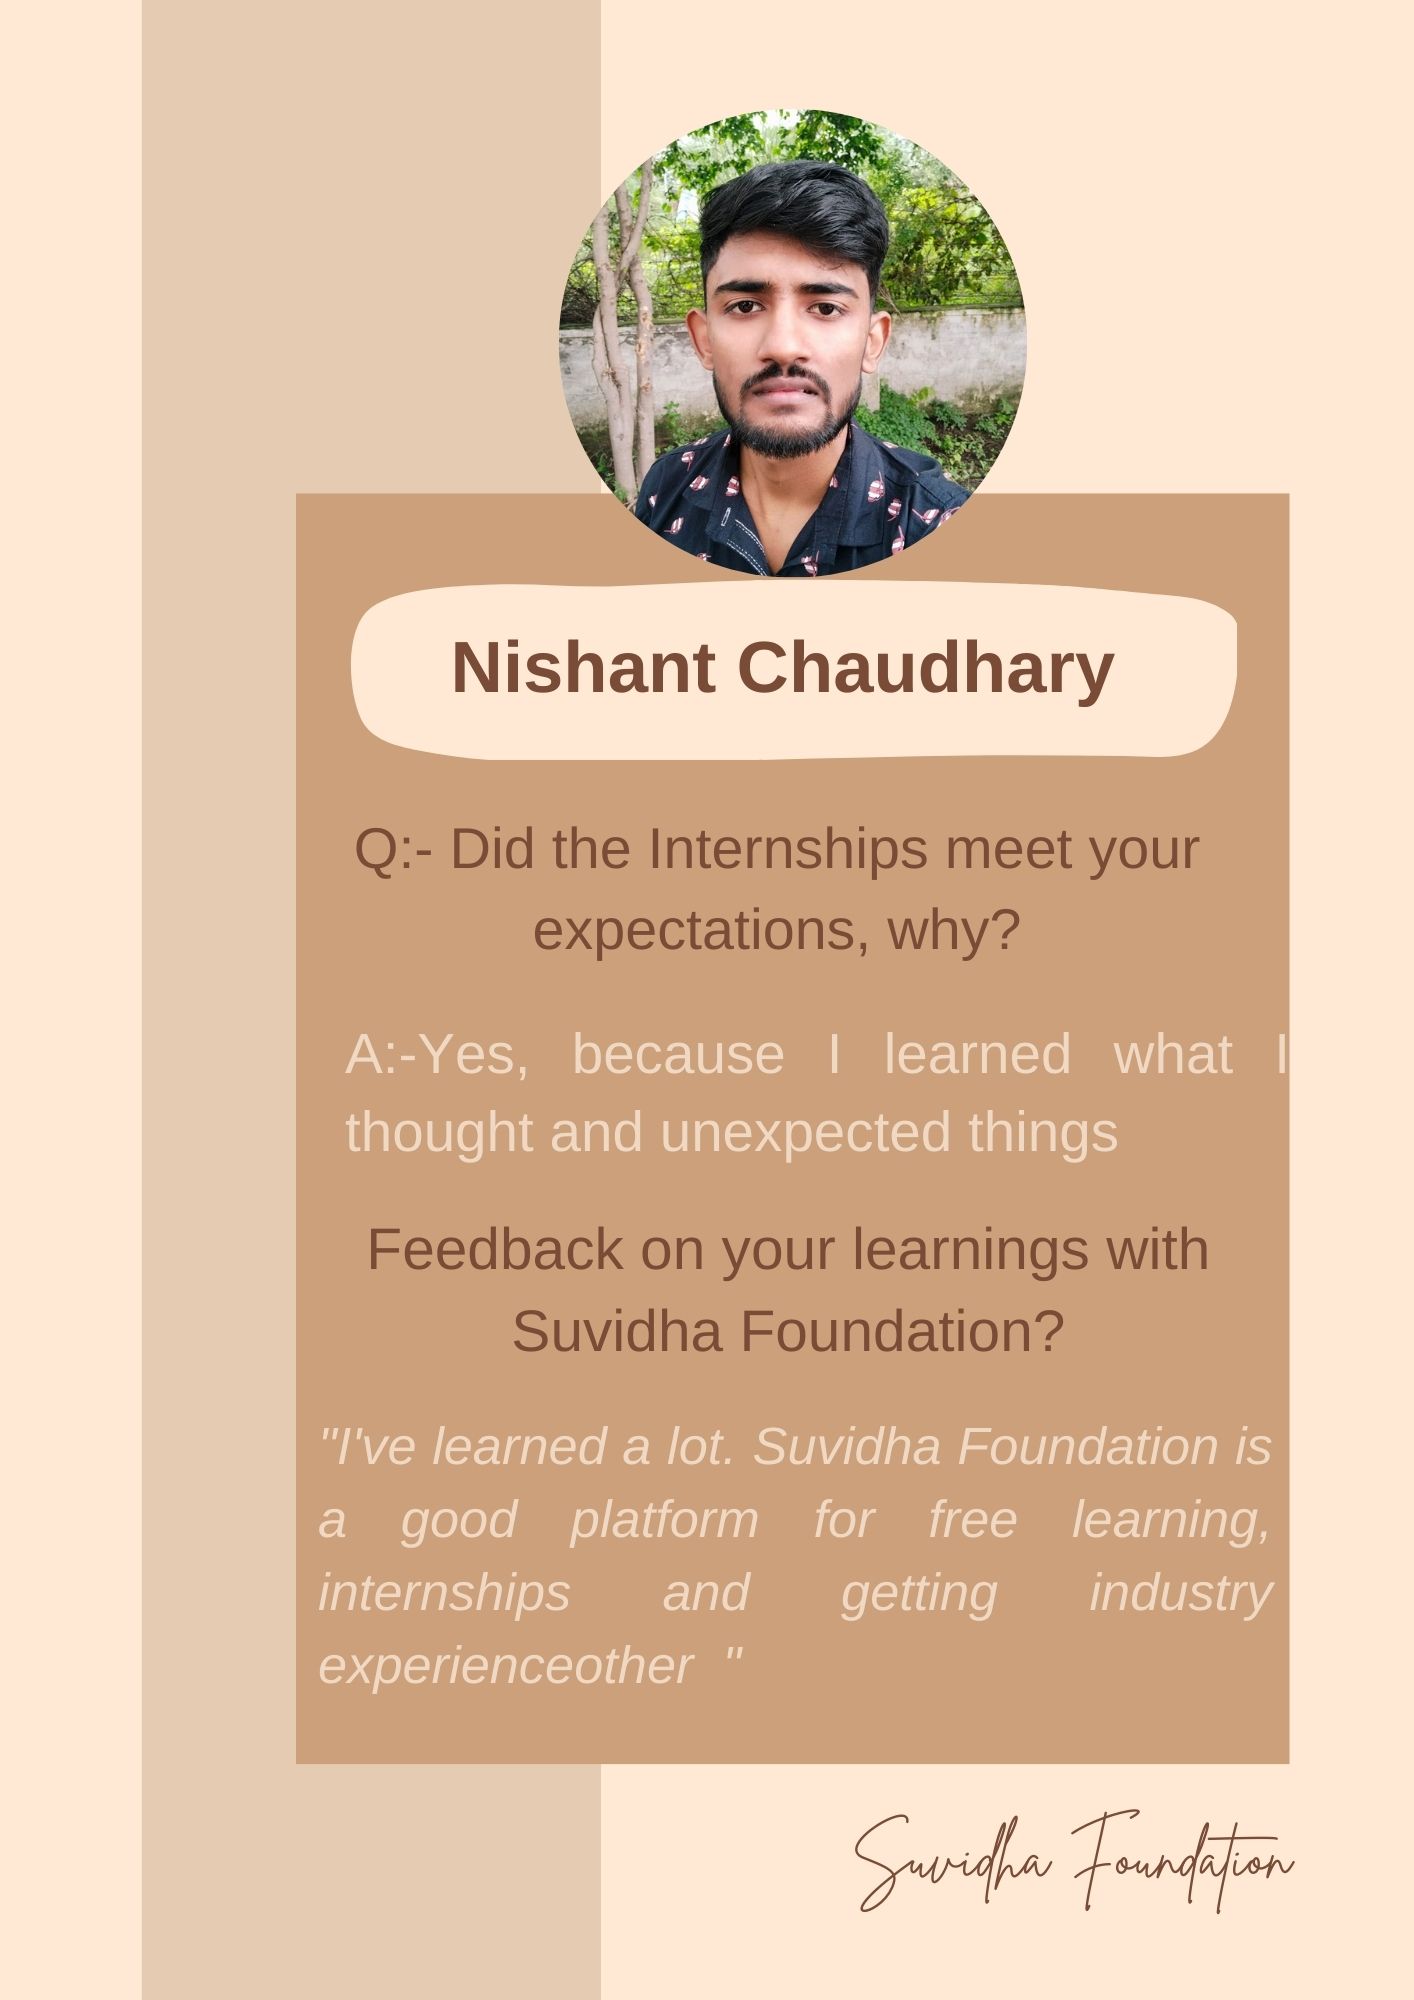 Nishant Chaudhary
Q:- Did the Internships meet your
expectations, why?
A:-Yes, because I learned what I
thought and unexpected things
Feedback on your learnings with
Suvidha Foundation?
"I've learned a lot. Suvidha Foundation is
a good platform for free learning,
internships and getting industry
experienceother "
Suvidha Foundation